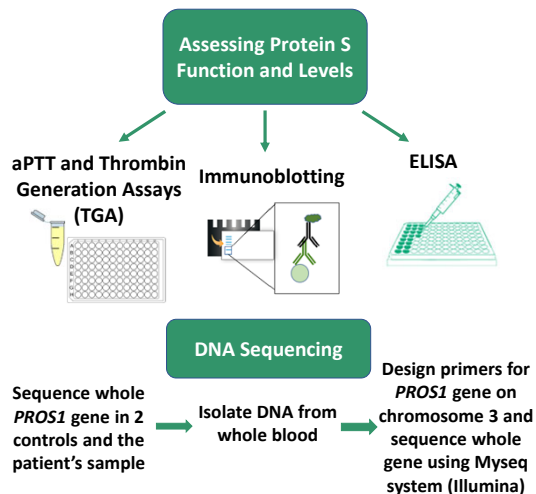 Assessing Protein S
Function and Levels
aPTT and Thrombin
Generation Assays
(TGA)
Immunoblotting
ELISA
A
B
C
D
E
F
G
H
DNA Sequencing
Sequence whole
PROS1 gene in 2
controls and the
patient's sample
Isolate DNA from
whole blood
Design primers for
PROS1 gene on
chromosome 3 and
sequence whole
gene using Myseq
system (Illumina)